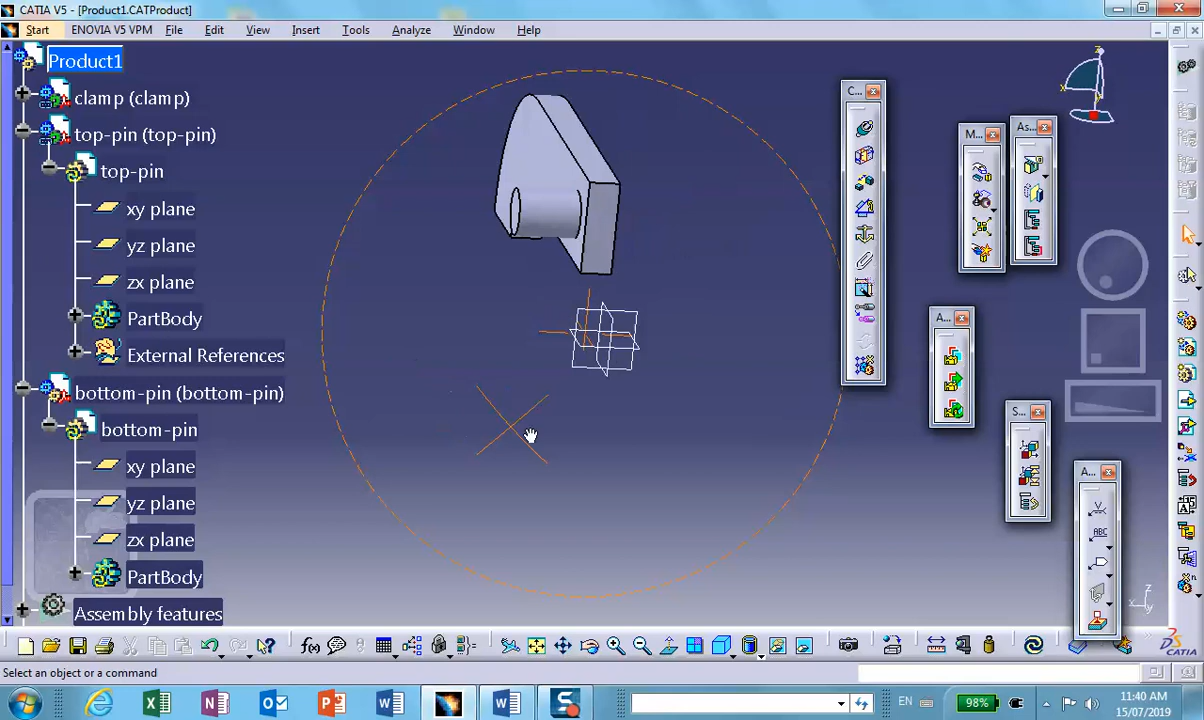 CATIA V5 - [Product1.CATProduct]
Start ENOVIA V5 VPM File Edit View Insert Tools Analyze Window Help
Product1
clamp (clamp)
top-pin (top-pin)
top-pin
xy plane
yz plane
zx plane
PartBody
External References
bottom-pin (bottom-pin)
bottom-pin
xy plane
yz plane
zx plane
PartBody
Assembly features
C...
M...
As...
A...
S...
A...
ABC
f(x)
CATIA
Select an object or a command
EN
98%
11:40 AM
15/07/2019